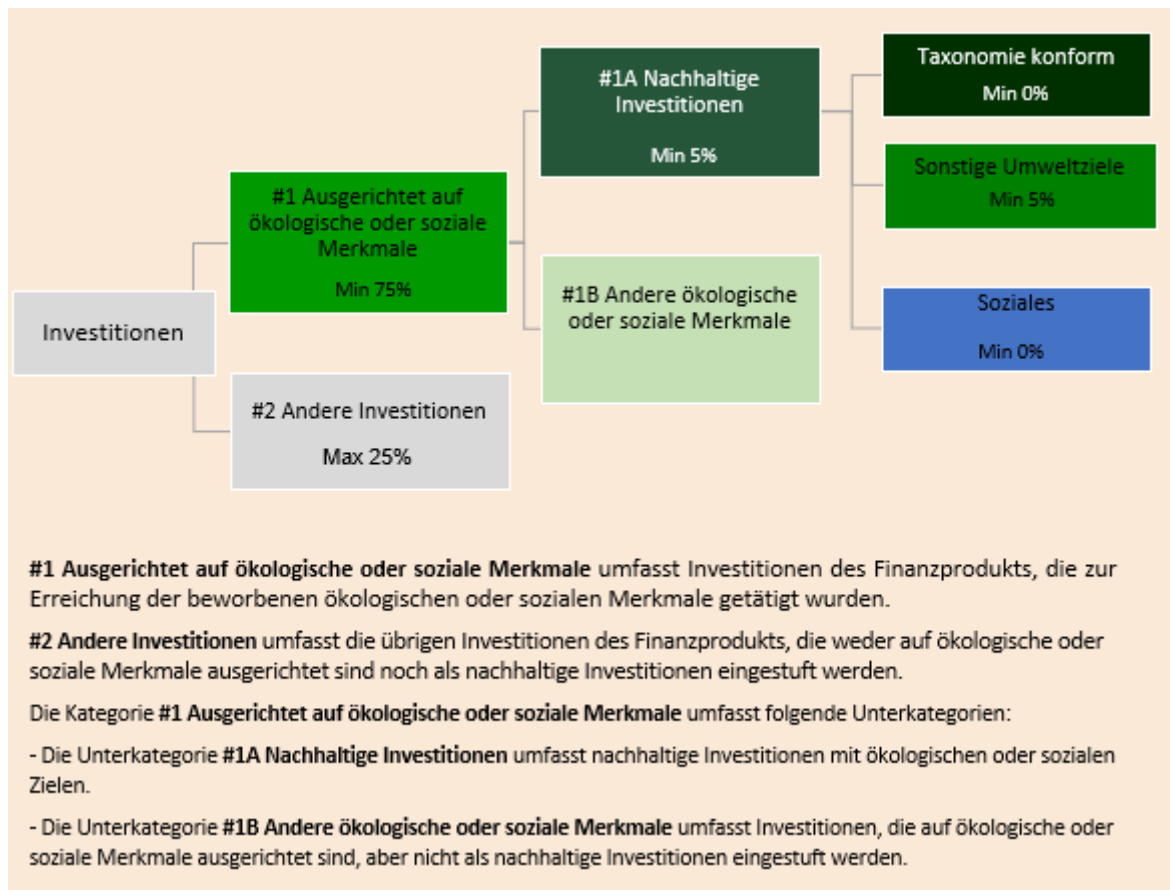 Investitionen
#1 Ausgerichtet auf
ökologische oder soziale
Merkmale
Min 75%
#2 Andere Investitionen
Max 25%
#1A Nachhaltige
Investitionen
Min 5%
#1B Andere ökologische
oder soziale Merkmale
Taxonomie konform
Min 0%
Sonstige Umweltziele
Min 5%
Soziales
Min 0%
#1 Ausgerichtet auf ökologische oder soziale Merkmale umfasst Investitionen des Finanzprodukts, die zur
Erreichung der beworbenen ökologischen oder sozialen Merkmale getätigt wurden.
#2 Andere Investitionen umfasst die übrigen Investitionen des Finanzprodukts, die weder auf ökologische oder
soziale Merkmale ausgerichtet sind noch als nachhaltige Investitionen eingestuft werden.
Die Kategorie #1 Ausgerichtet auf ökologische oder soziale Merkmale umfasst folgende Unterkategorien:
- Die Unterkategorie #1A Nachhaltige Investitionen umfasst nachhaltige Investitionen mit ökologischen oder sozialen
Zielen.
- Die Unterkategorie #1B Andere ökologische oder soziale Merkmale umfasst Investitionen, die auf ökologische oder
soziale Merkmale ausgerichtet sind, aber nicht als nachhaltige Investitionen eingestuft werden.